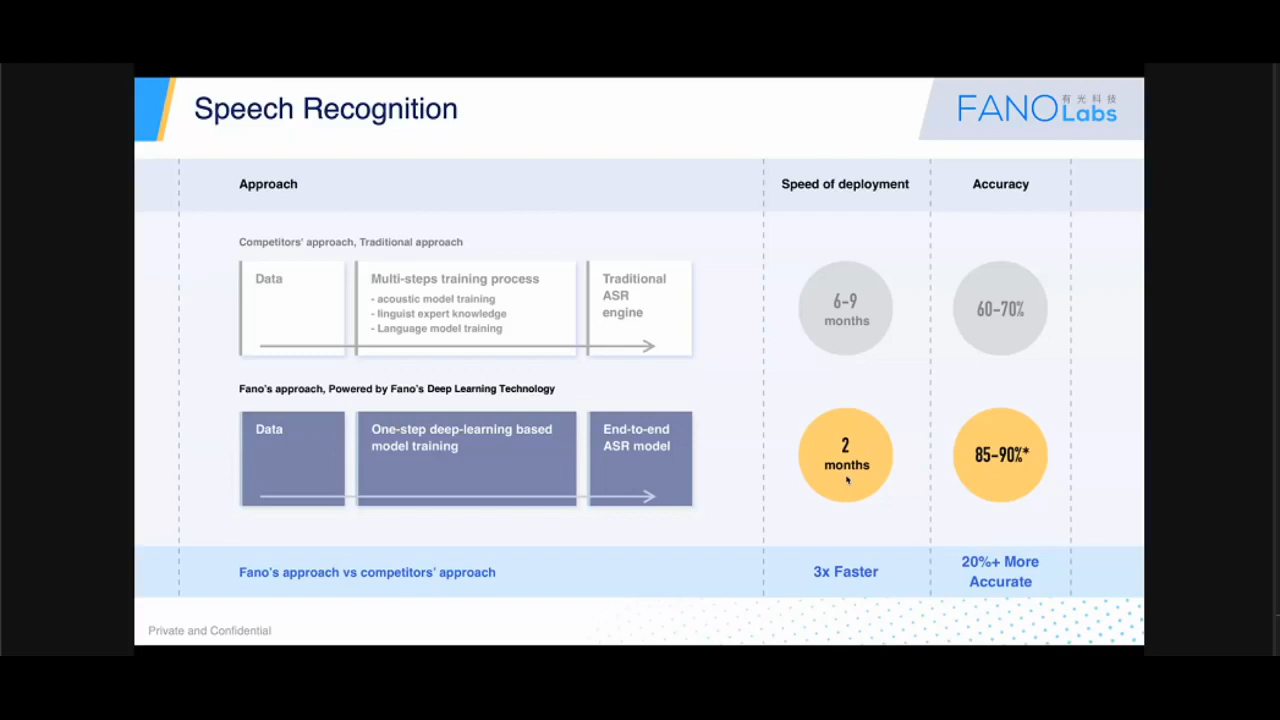 Speech Recognition
FANO 有光科技
Labs
Approach
Speed of deployment
Accuracy
Competitors' approach, Traditional approach
Data
Multi-steps training process
- acoustic model training
- linguist expert knowledge
- Language model training
Traditional
ASR
engine
6-9
months
60-70%
Fano's approach, Powered by Fano's Deep Learning Technology
Data
One-step deep-learning based
model training
End-to-end
ASR model
2
months
85-90%*
Fano's approach vs competitors' approach
3x Faster
20%+ More
Accurate
Private and Confidential